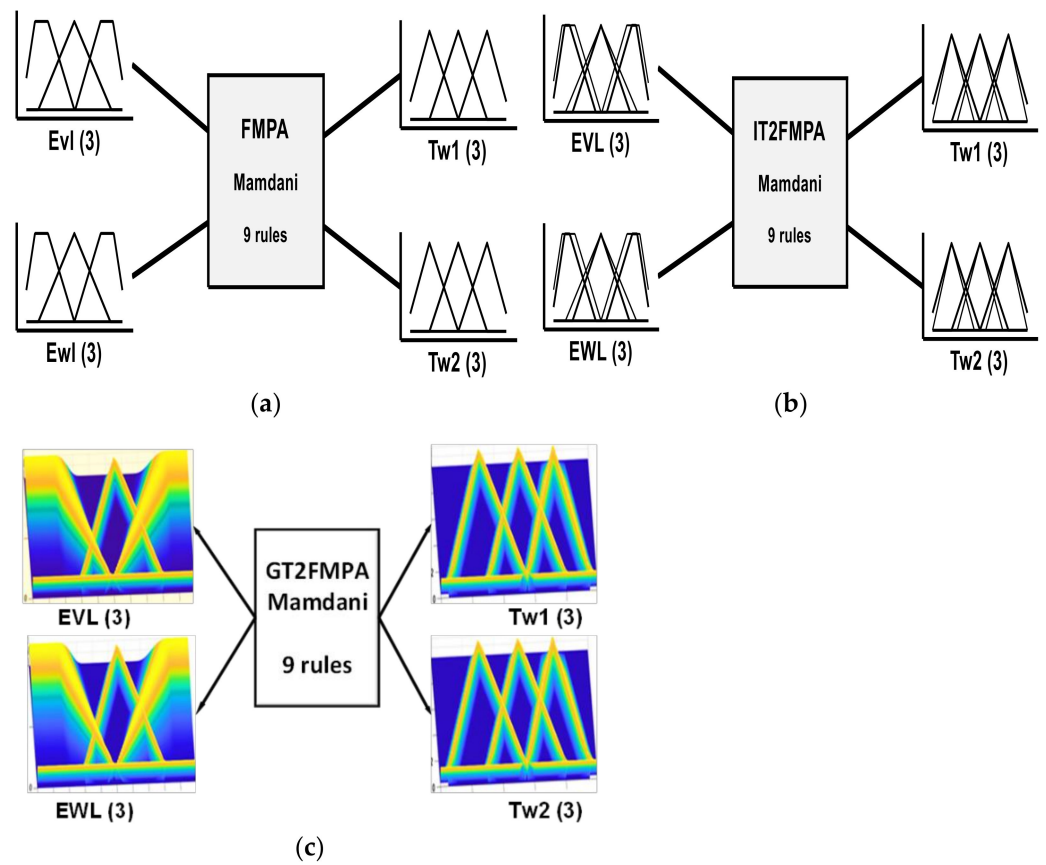 Evl (3)
FMPA
Mamdani
9 rules
Tw1 (3)
Ewl (3)
Tw2 (3)
(a)
EVL (3)
IT2FMPA
Mamdani
9 rules
Tw1 (3)
EWL (3)
Tw2 (3)
(b)
EVL (3)
GT2FMPA
Mamdani
9 rules
Tw1 (3)
EWL (3)
Tw2 (3)
(c)